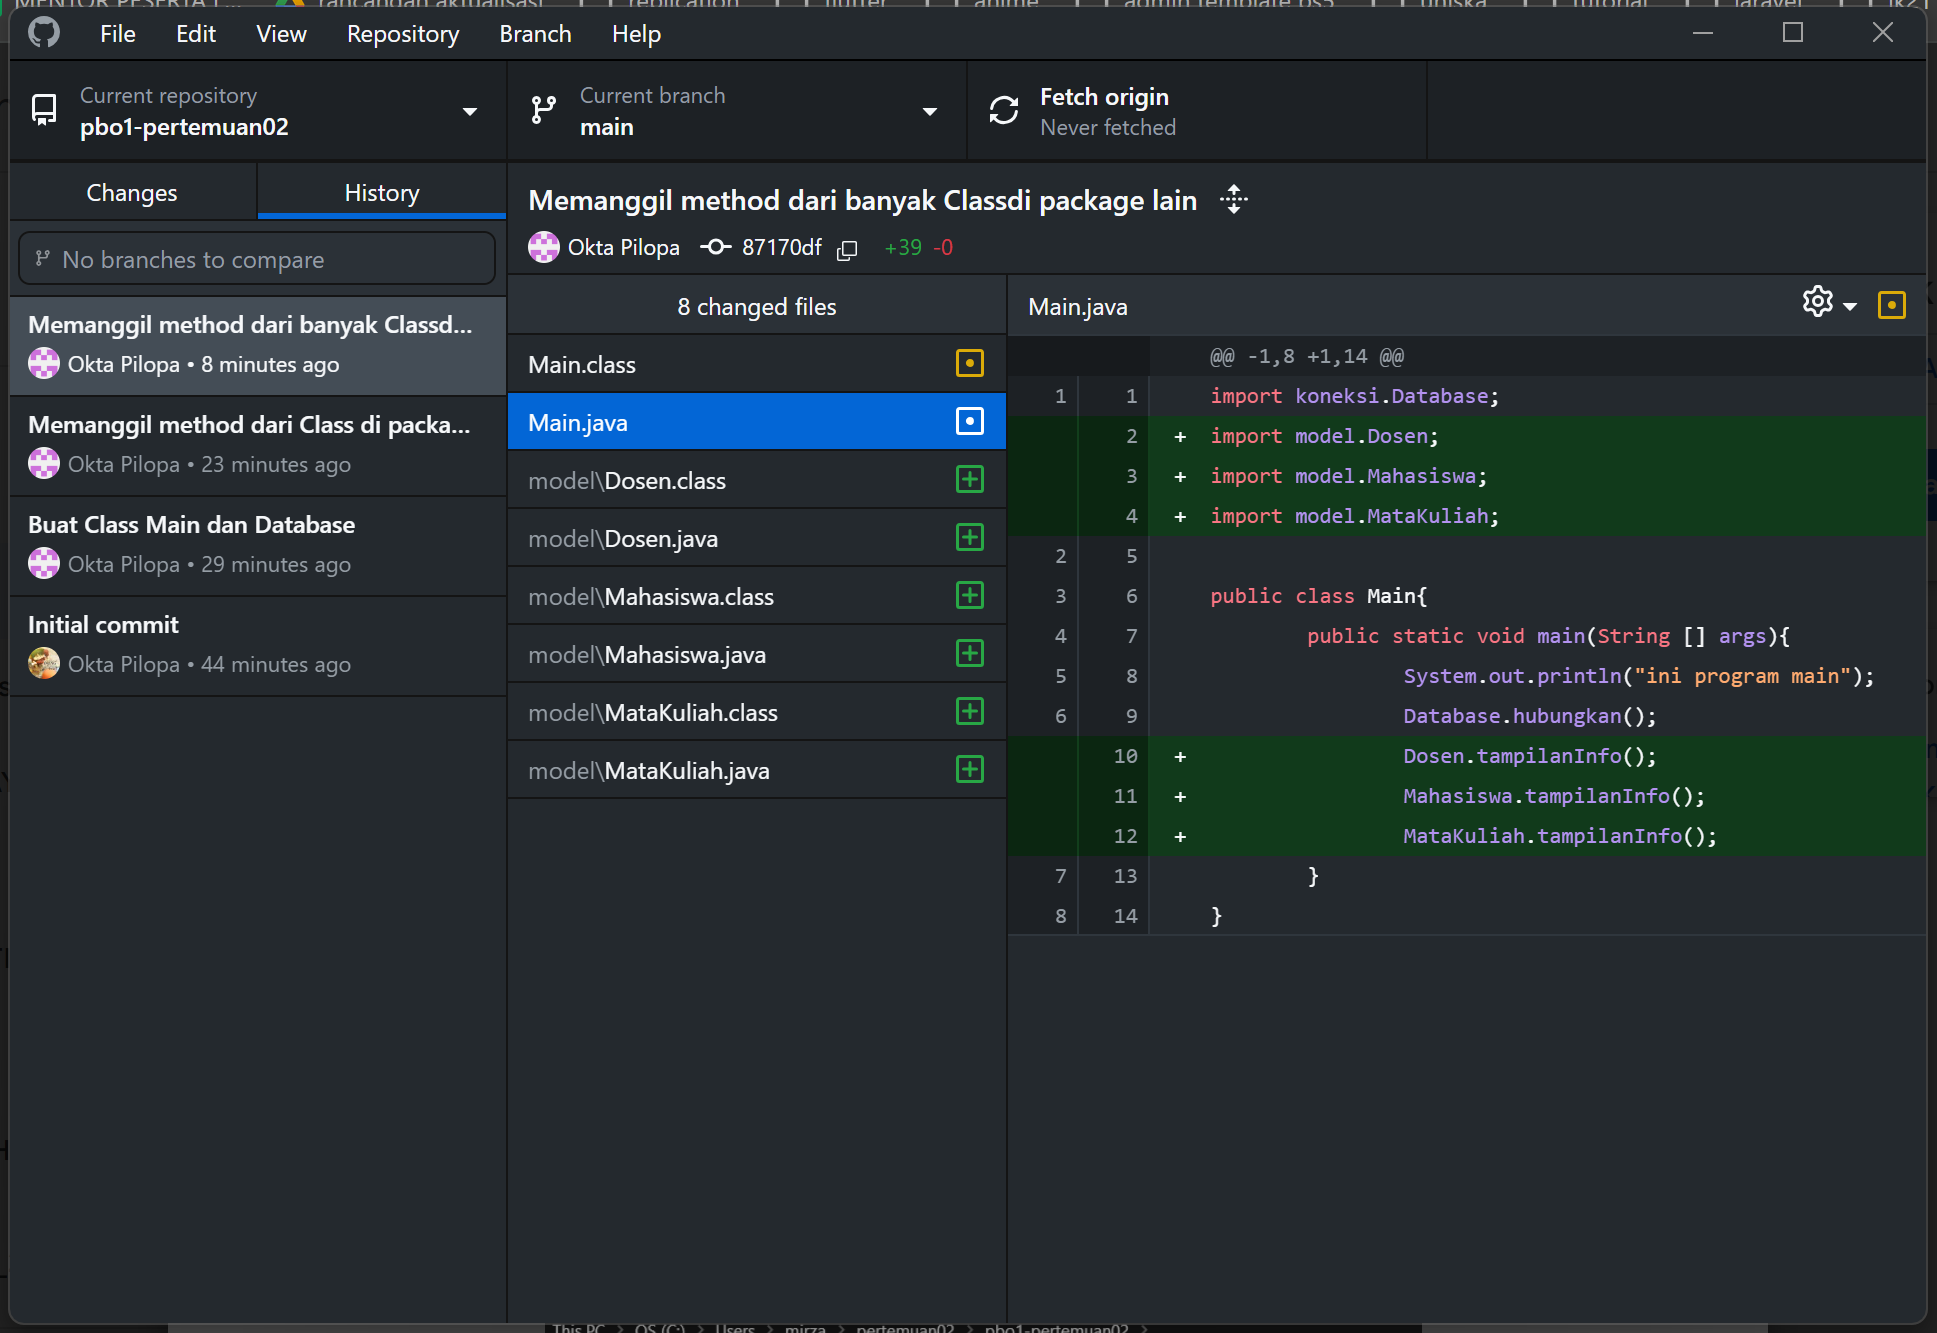 File Edit View Repository Branch Help
Current repository
pbo1-pertemuan02
Current branch
main
Fetch origin
Never fetched
Changes
History
No branches to compare
Memanggil method dari banyak Classd...
Okta Pilopa • 8 minutes ago
Memanggil method dari Class di packa...
Okta Pilopa • 23 minutes ago
Buat Class Main dan Database
Okta Pilopa • 29 minutes ago
Initial commit
Okta Pilopa • 44 minutes ago
Memanggil method dari banyak Classdi package lain
Okta Pilopa 87170df +39 -0
8 changed files
Main.class
Main.java
model\Dosen.class
model\Dosen.java
model\Mahasiswa.class
model\Mahasiswa.java
model\MataKuliah.class
model\MataKuliah.java
Main.java
@@ -1,8 +1,14 @@
1 1 import koneksi.Database;
2 + import model.Dosen;
3 + import model.Mahasiswa;
4 + import model.MataKuliah;
2 5
3 6 public class Main{
4 7 public static void main(String [] args){
5 8 System.out.println("ini program main");
6 9 Database.hubungkan();
10 + Dosen.tampilanInfo();
11 + Mahasiswa.tampilanInfo();
12 + MataKuliah.tampilanInfo();
7 13 }
8 14 }
This PC > OS (C:) > Users > mirza > pertemuan02 > pbo1-pertemuan02 >